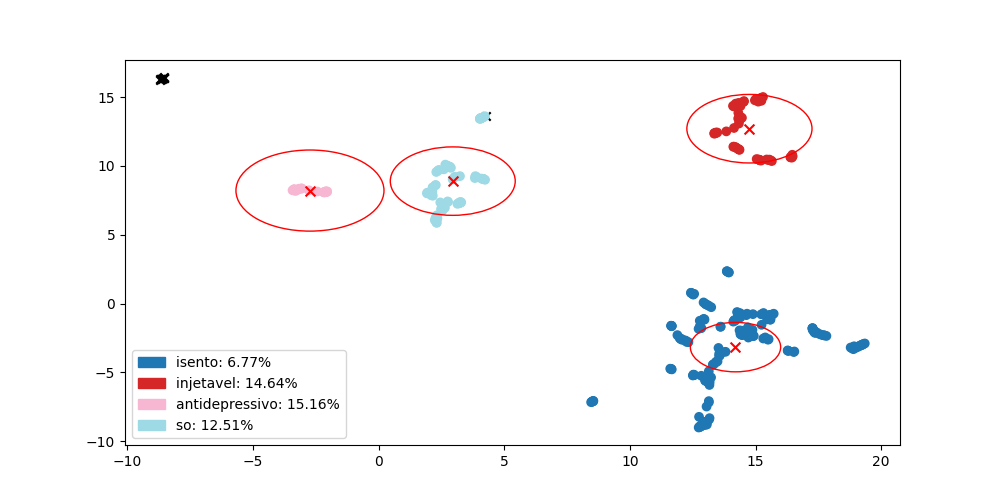 15
10
5
0
−5
−10
isento: 6.77%
injetavel: 14.64%
antidepressivo: 15.16%
so: 12.51%
−10 −5 0 5 10 15 20